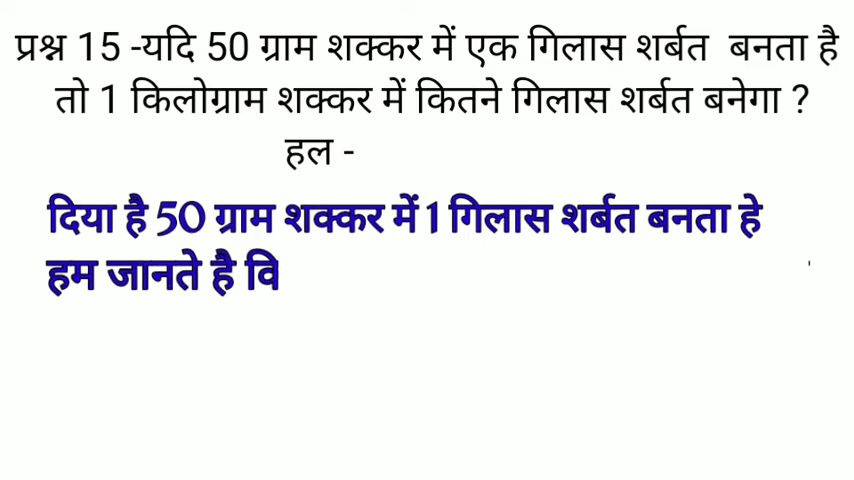 प्रश्न 15 -यदि 50 ग्राम शक्कर में एक गिलास शर्बत बनता है
तो 1 किलोग्राम शक्कर में कितने गिलास शर्बत बनेगा ?
हल -
दिया है 50 ग्राम शक्कर में 1 गिलास शर्बत बनता हे
हम जानते है वि